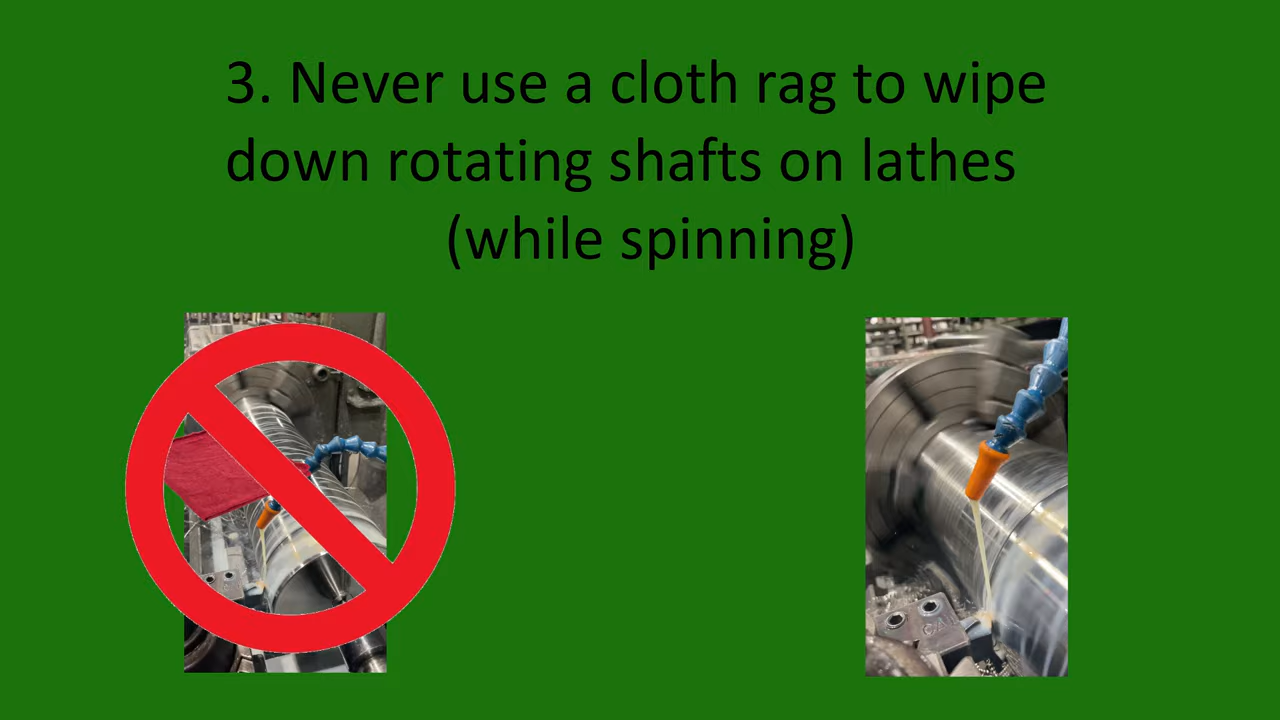 3. Never use a cloth rag to wipe
down rotating shafts on lathes
(while spinning)